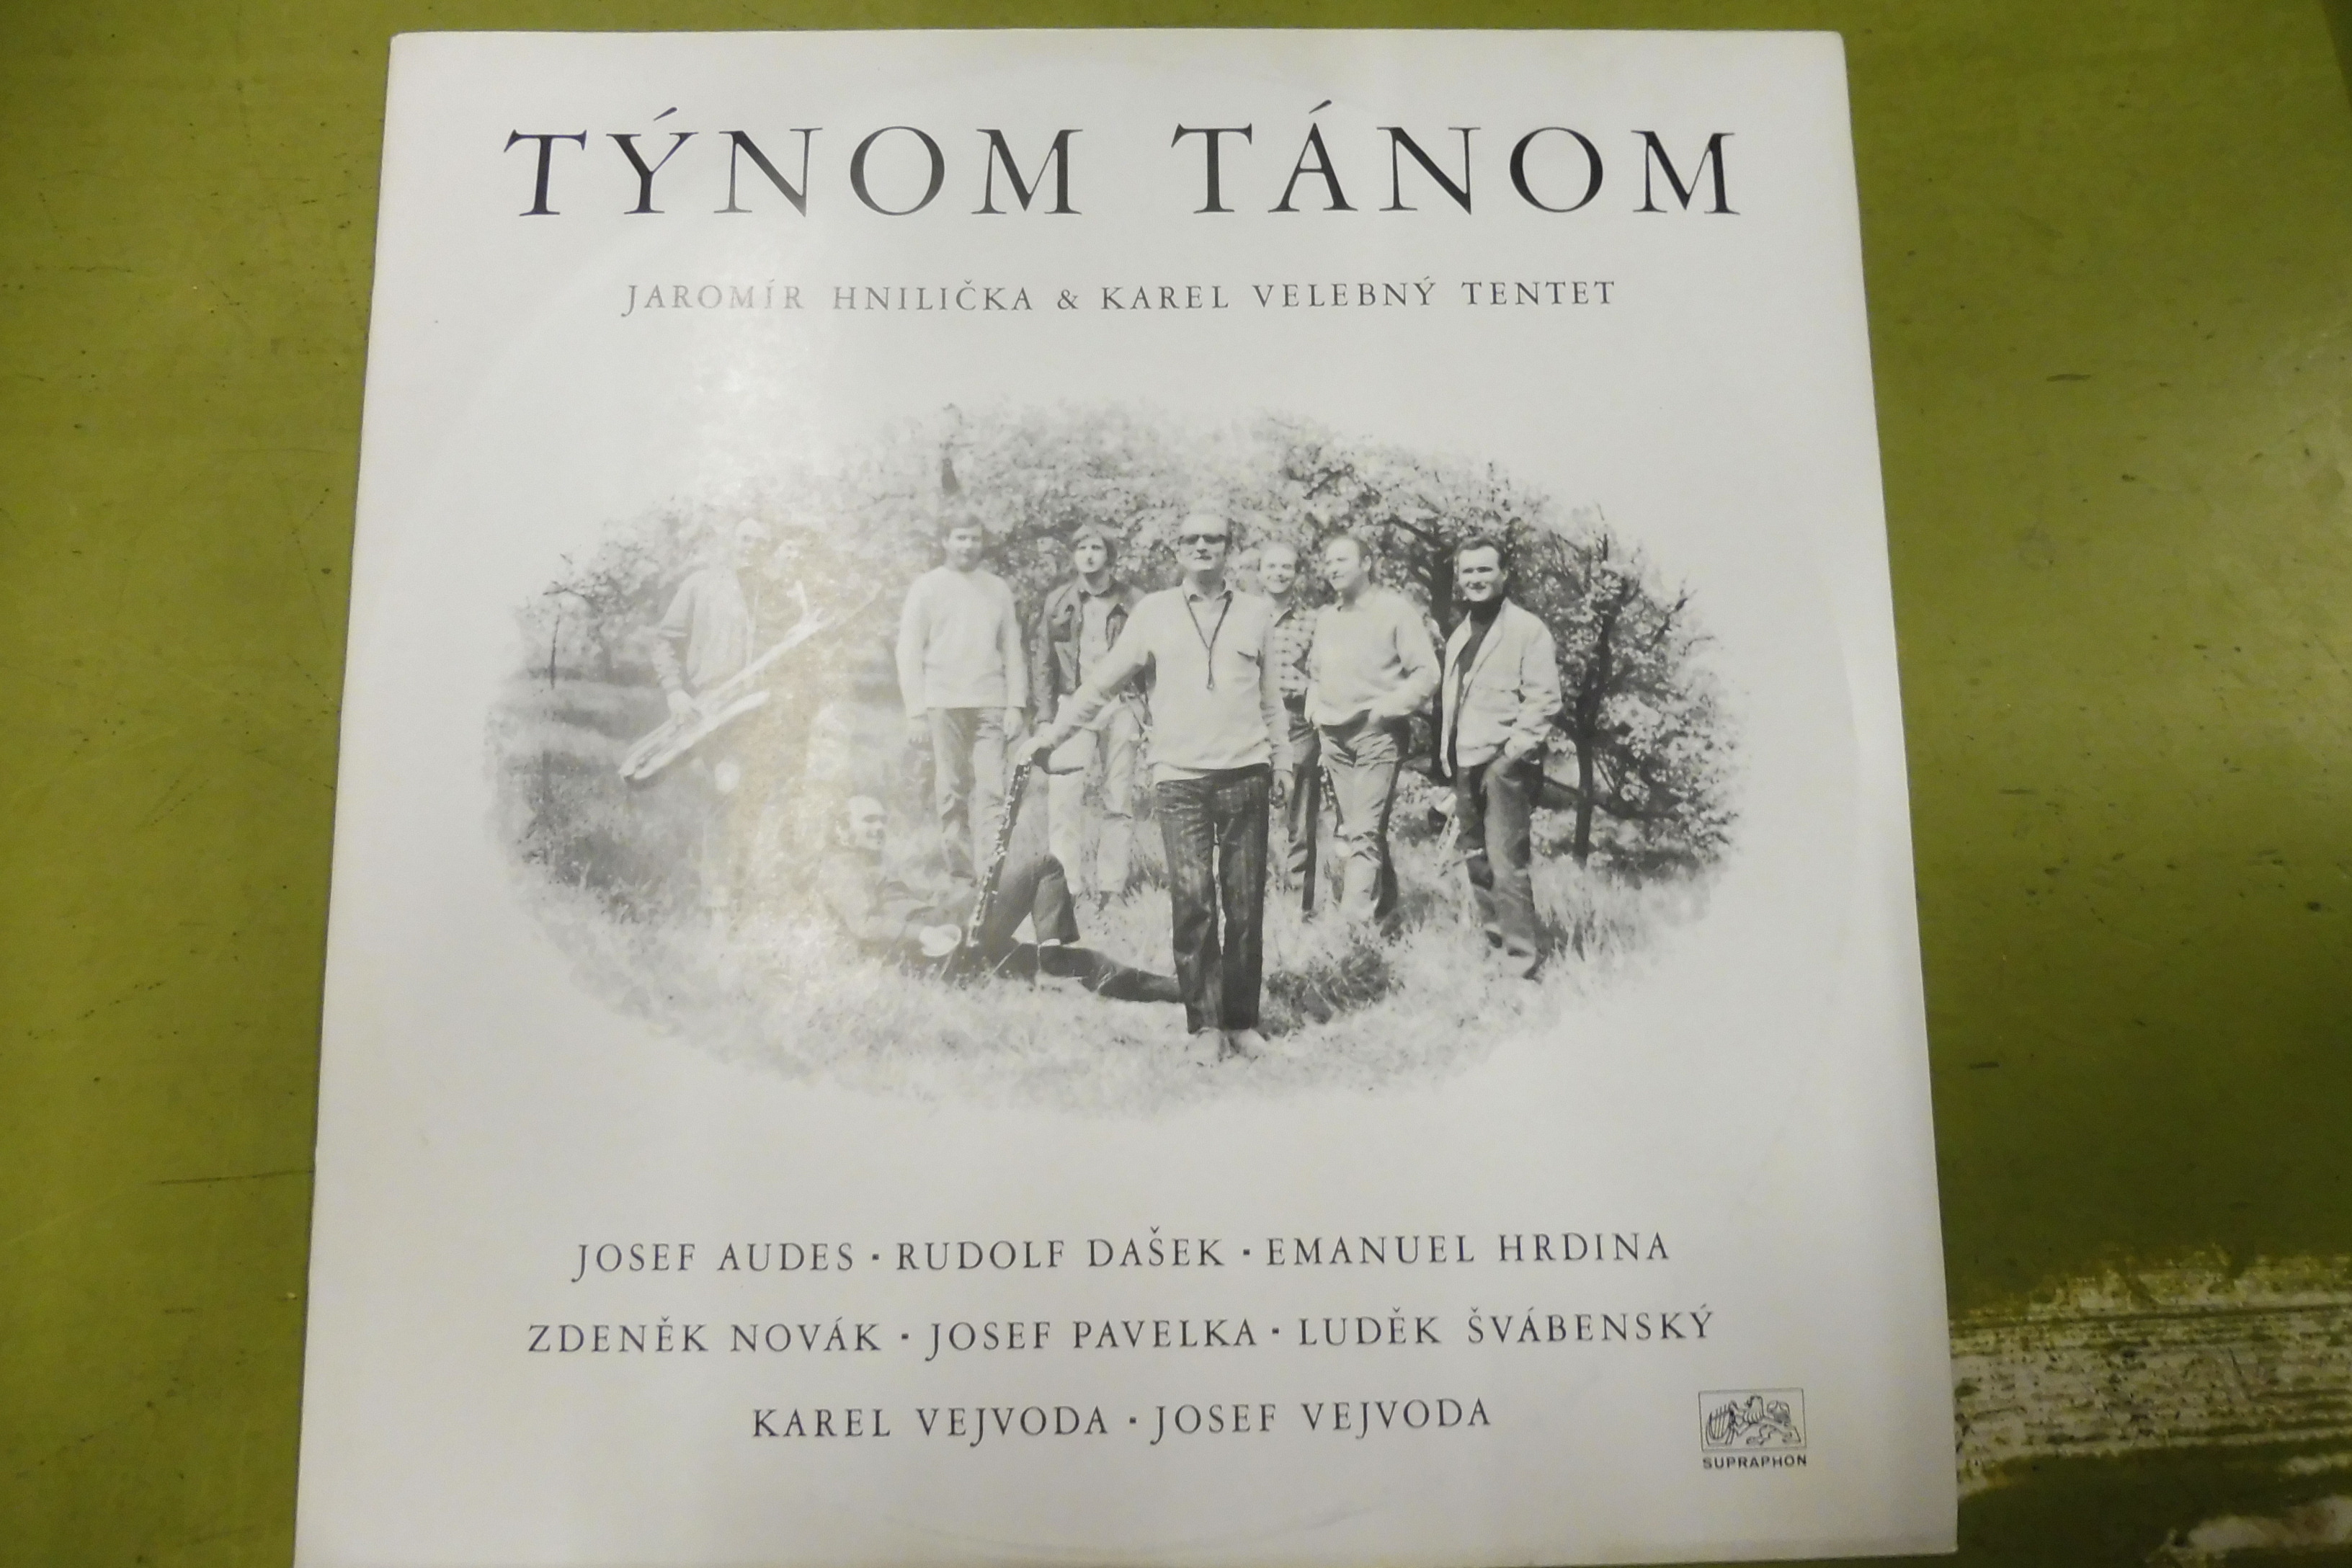 TÝNOM TÁNOM
JAROMÍR HNILIČKA & KAREL VELEBNÝ TENTET
JOSEF AUDES · RUDOLF DAŠEK · EMANUEL HRDINA
ZDENĚK NOVÁK · JOSEF PAVELKA · LUDĚK ŠVÁBENSKÝ
KAREL VEJVODA · JOSEF VEJVODA
SUPRAPHON